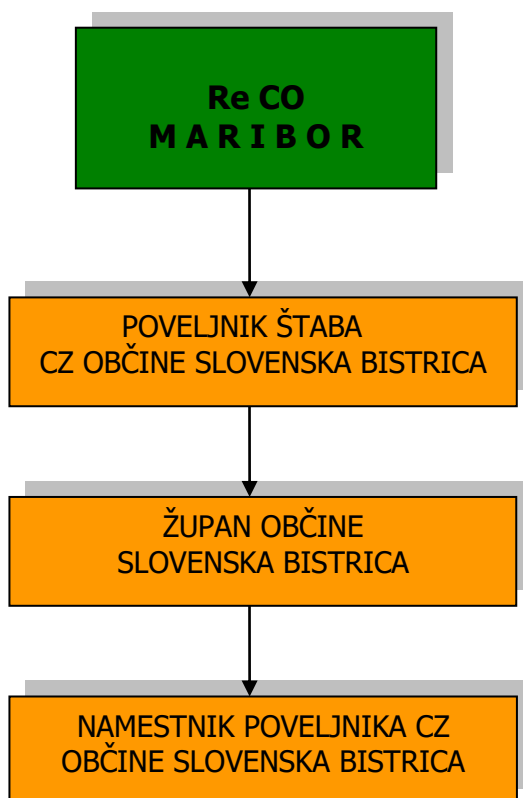 Re CO
M A R I B O R
POVELJNIK ŠTABA
CZ OBČINE SLOVENSKA BISTRICA
ŽUPAN OBČINE
SLOVENSKA BISTRICA
NAMESTNIK POVELJNIKA CZ
OBČINE SLOVENSKA BISTRICA